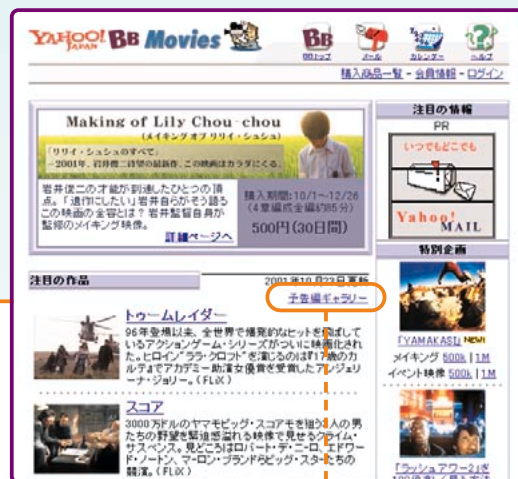 YAHOO! JAPAN BB Movies
BB
BBトップ メール カレンダー ヘルプ
購入商品一覧 - 会員情報 - ログイン
Making of Lily Chou-chou
(メイキング オブ リリイ・シュシュ)
「リリイ・シュシュのすべて」
−2001年、岩井俊二待望の最新作、この映画はカラダにくる。
岩井俊二の才能が到達したひとつの頂
点。「遺作にしたい」岩井自らがそう語る
この映画の全容とは?岩井監督自身が
監修のメイキング映像。
詳細ページへ
購入期間:10/1〜12/26
(4章編成全編約85分)
500円(30日間)
注目の情報
PR
いつでもどこでも
Yahoo!
MAIL
注目の作品
2001年10月23日更新
予告編ギャラリー
トゥームレイダー
96年登場以来、全世界で爆発的なヒットを飛ばして
いるアクションゲーム・シリーズがついに映画化され
た。ヒロイン"ララ・クロフト"を演じるのは『17歳のカ
ルテ』でアカデミー助演女優賞を受賞したアンジェリ
ーナ・ジョリー。(FLiX)
スコア
3000万ドルのヤマモビッグ・スコアモを狙う3人の男
たちの野望を緊迫感溢れる映像で見せるクライム・
サスペンス。見どころはロバート・デ・ニーロ、エドワー
ド・ノートン、マーロン・ブランドらビッグ・スターたちの
競演。(FLiX)
特別企画
『YAMAKASI』 NEW!
メイキング 500k | 1M
イベント映像 500k | 1M
『ラッシュアワー2』を